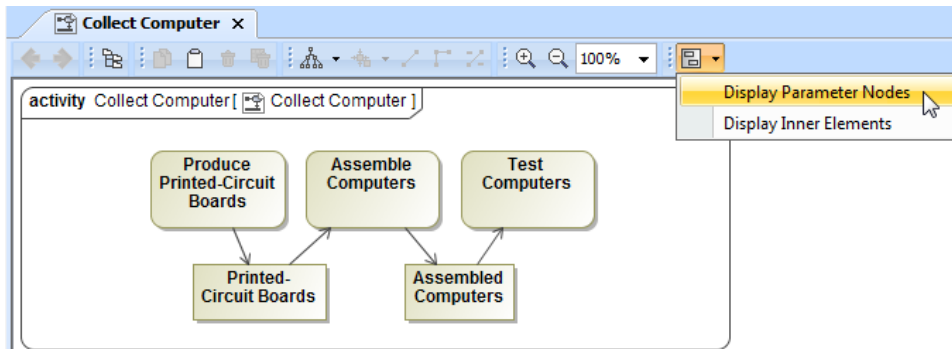 Collect Computer X
100%
activity Collect Computer [ Collect Computer ]
Display Parameter Nodes
Display Inner Elements
Produce
Printed-Circuit
Boards
Assemble
Computers
Test
Computers
Printed-
Circuit Boards
Assembled
Computers